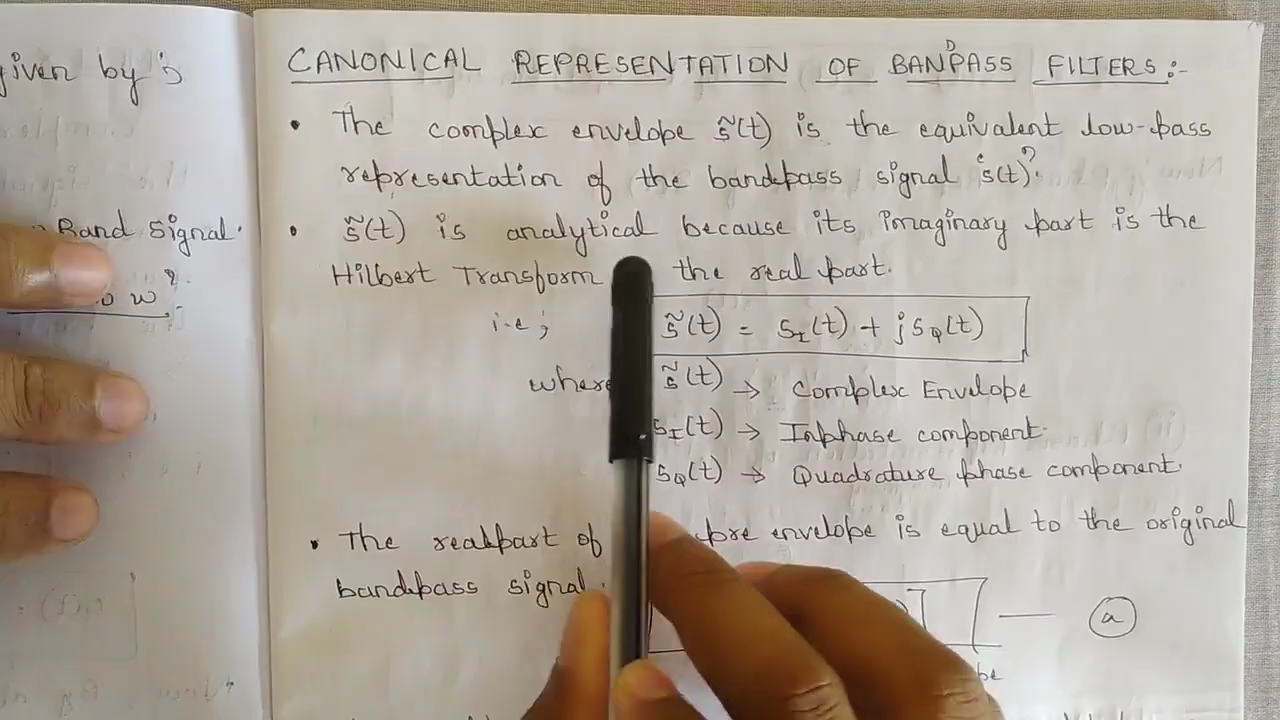 given by's
CANONICAL REPRESENTATION OF BANDPASS FILTERS:-
• The complex envelope s̃(t) is the equivalent low-pass
representation of the bandpass signal 's(t)'.
Band Signal.
• s̃(t) is analytical because its imaginary part is the
Hilbert Transform the real part.
i.e; s̃(t) = sI(t) + j sQ(t)
where s̃(t) → Complex Envelope
sI(t) → Inphase component.
sQ(t) → Quadrature phase component.
• The realpart of pre envelope is equal to the original
bandpass signal.
a